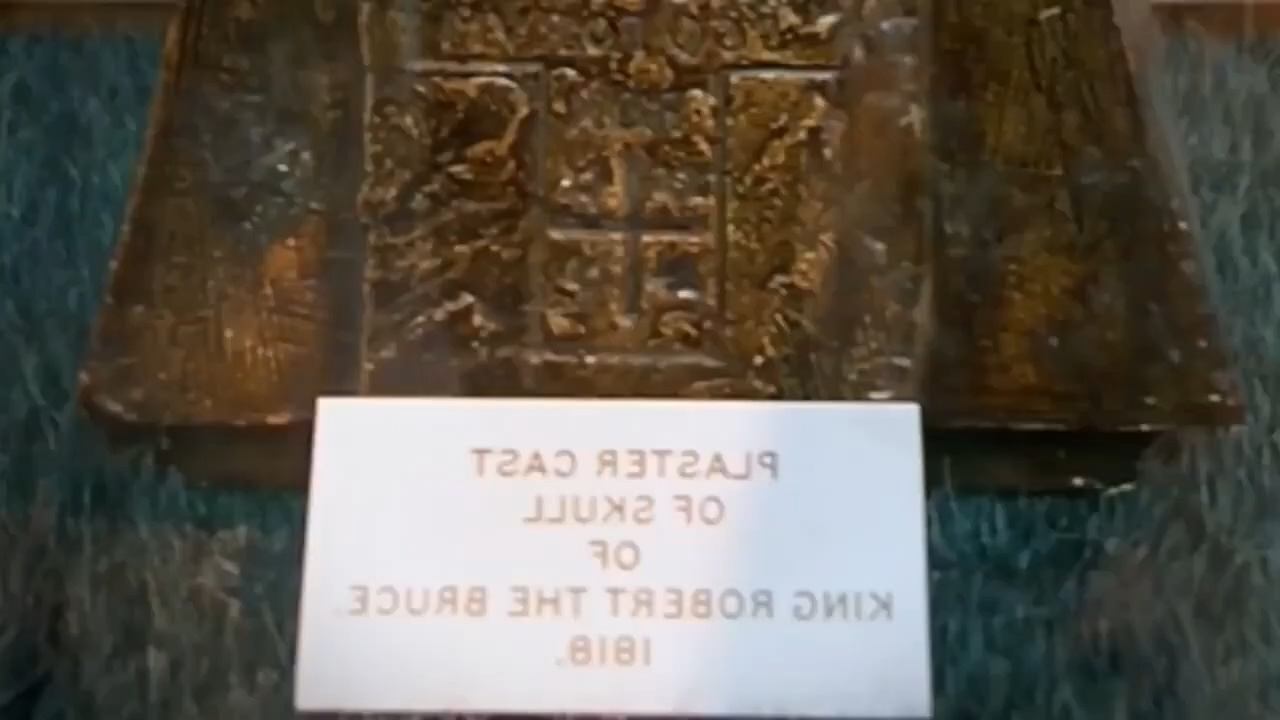 PLASTER CAST
OF SKULL
OF
KING ROBERT THE BRUCE
1818.